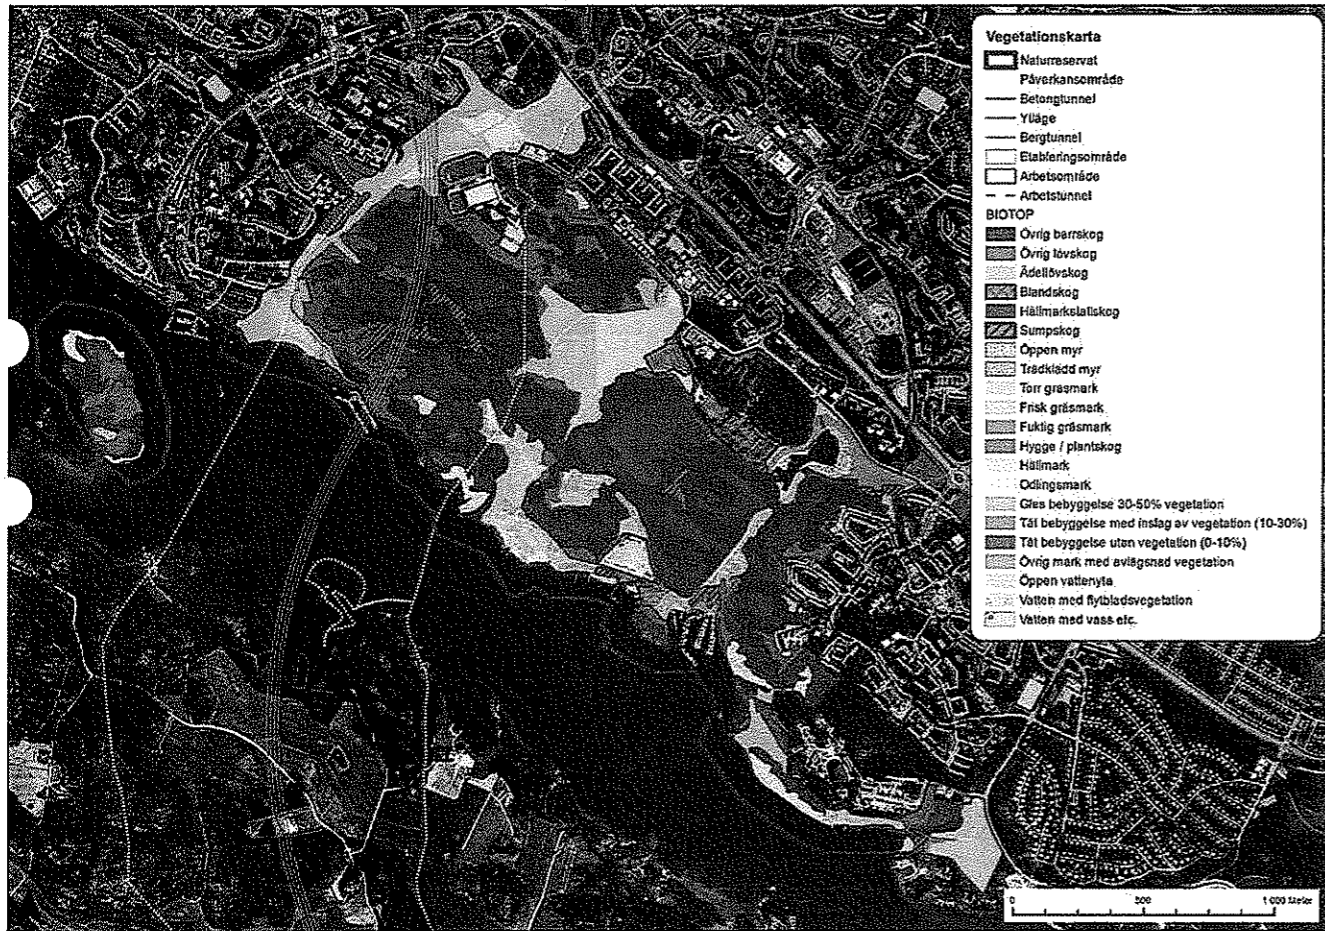 Vegetationskarta
Naturreservat
Påverkansområde
Betongtunnel
Ytläge
Bergtunnel
Etableringsområde
Arbetsområde
Arbetstunnel
BIOTOP
Övrig barrskog
Övrig lövskog
Ädellövskog
Blandskog
Hällmarkstallskog
Sumpskog
Öppen myr
Trädklädd myr
Torr gräsmark
Frisk gräsmark
Fuktig gräsmark
Hygge / plantskog
Hällmark
Odlingsmark
Gles bebyggelse 30-50% vegetation
Tät bebyggelse med inslag av vegetation (10-30%)
Tät bebyggelse utan vegetation (0-10%)
Övrig mark med avlägsnad vegetation
Öppen vattenyta
Vatten med flytbladsvegetation
Vatten med vass etc.
0 500 1 000 Meter